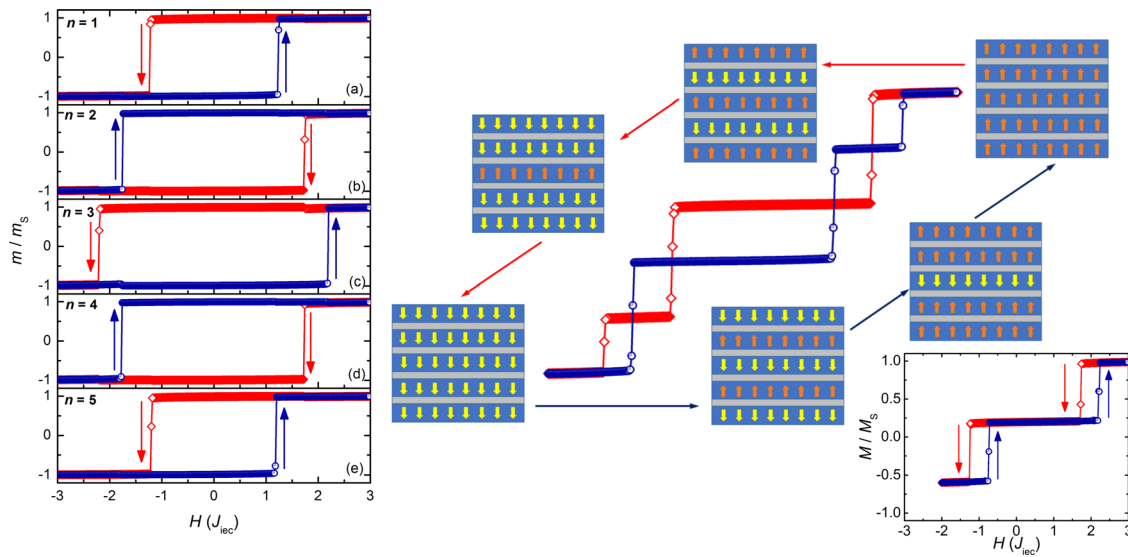 n = 1
1
0
-1
(a)
n = 2
1
0
-1
(b)
n = 3
1
0
-1
(c)
n = 4
1
0
-1
(d)
n = 5
1
0
-1
(e)
m / mS
-3 -2 -1 0 1 2 3
H (Jiec)
M / MS
1.0
0.5
0.0
-0.5
-1.0
-3 -2 -1 0 1 2 3
H (Jiec)